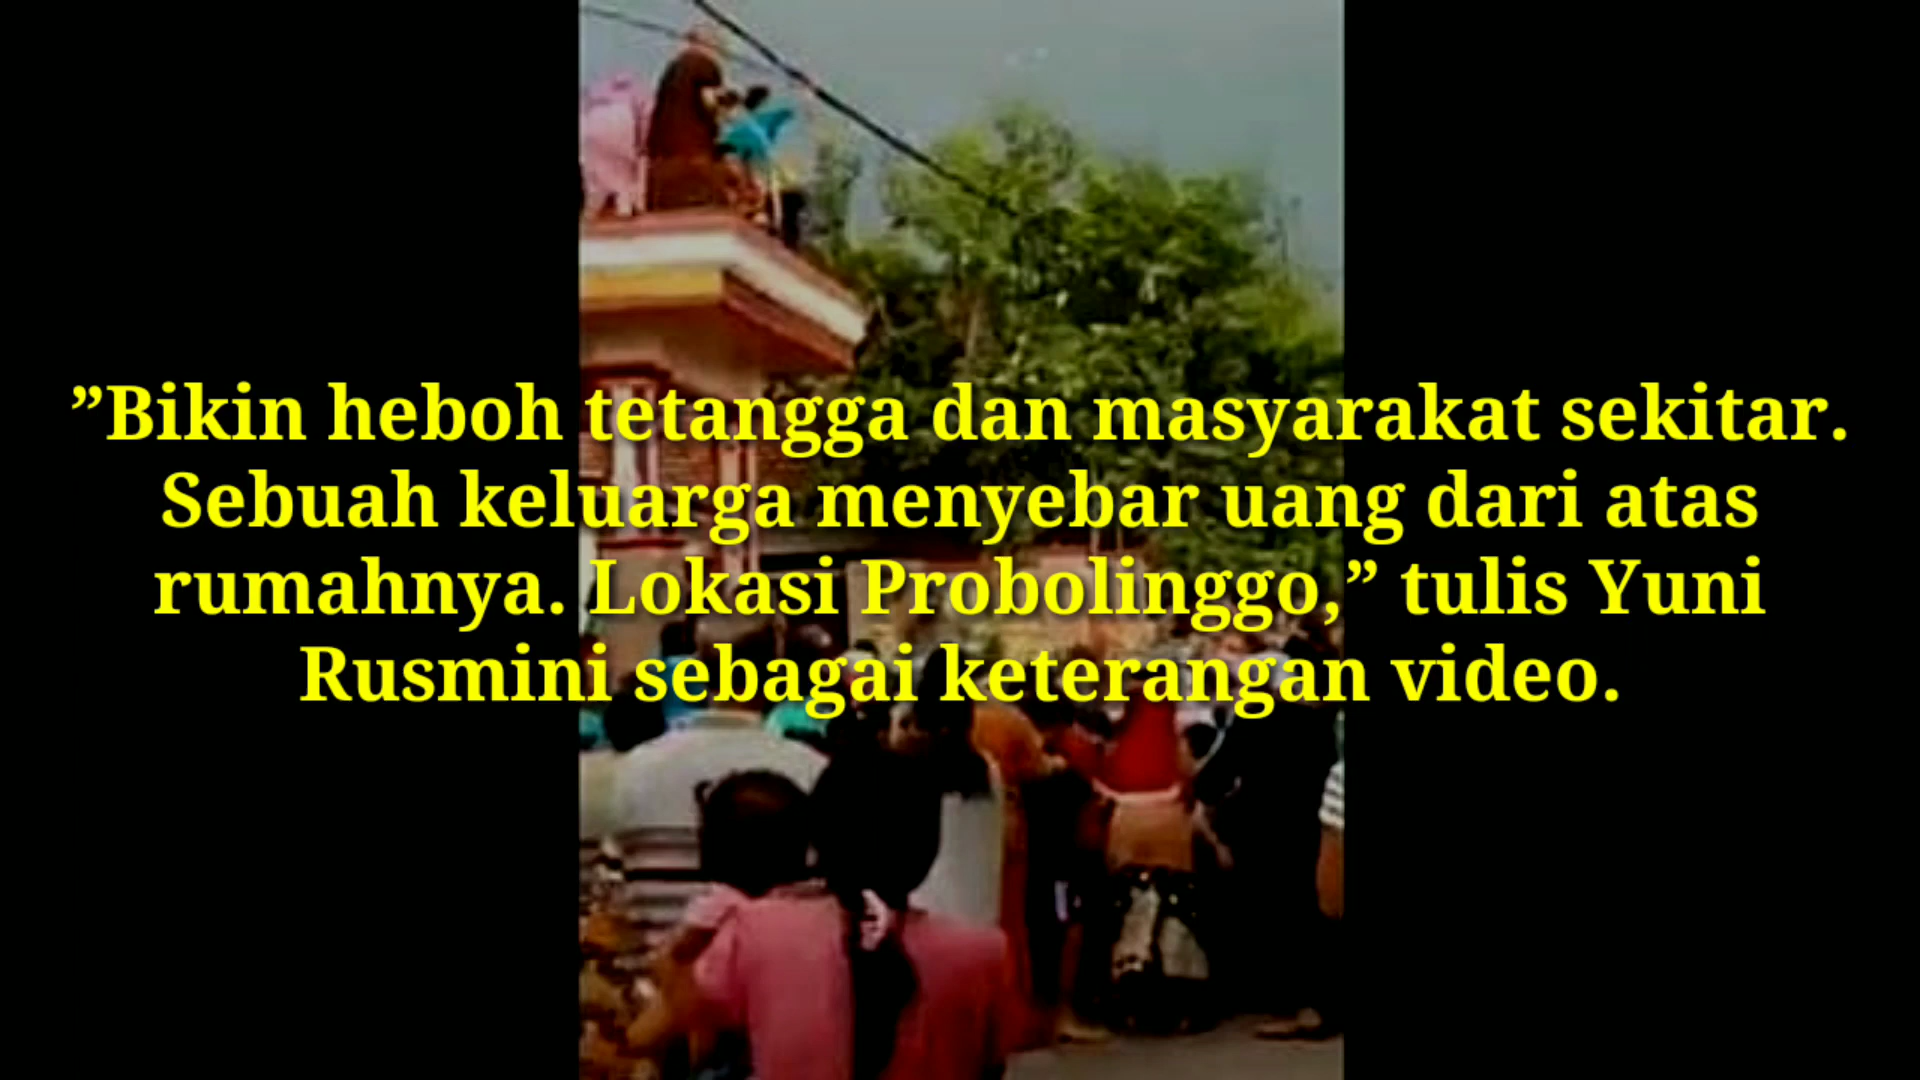 ”Bikin heboh tetangga dan masyarakat sekitar.
Sebuah keluarga menyebar uang dari atas
rumahnya. Lokasi Probolinggo,” tulis Yuni
Rusmini sebagai keterangan video.